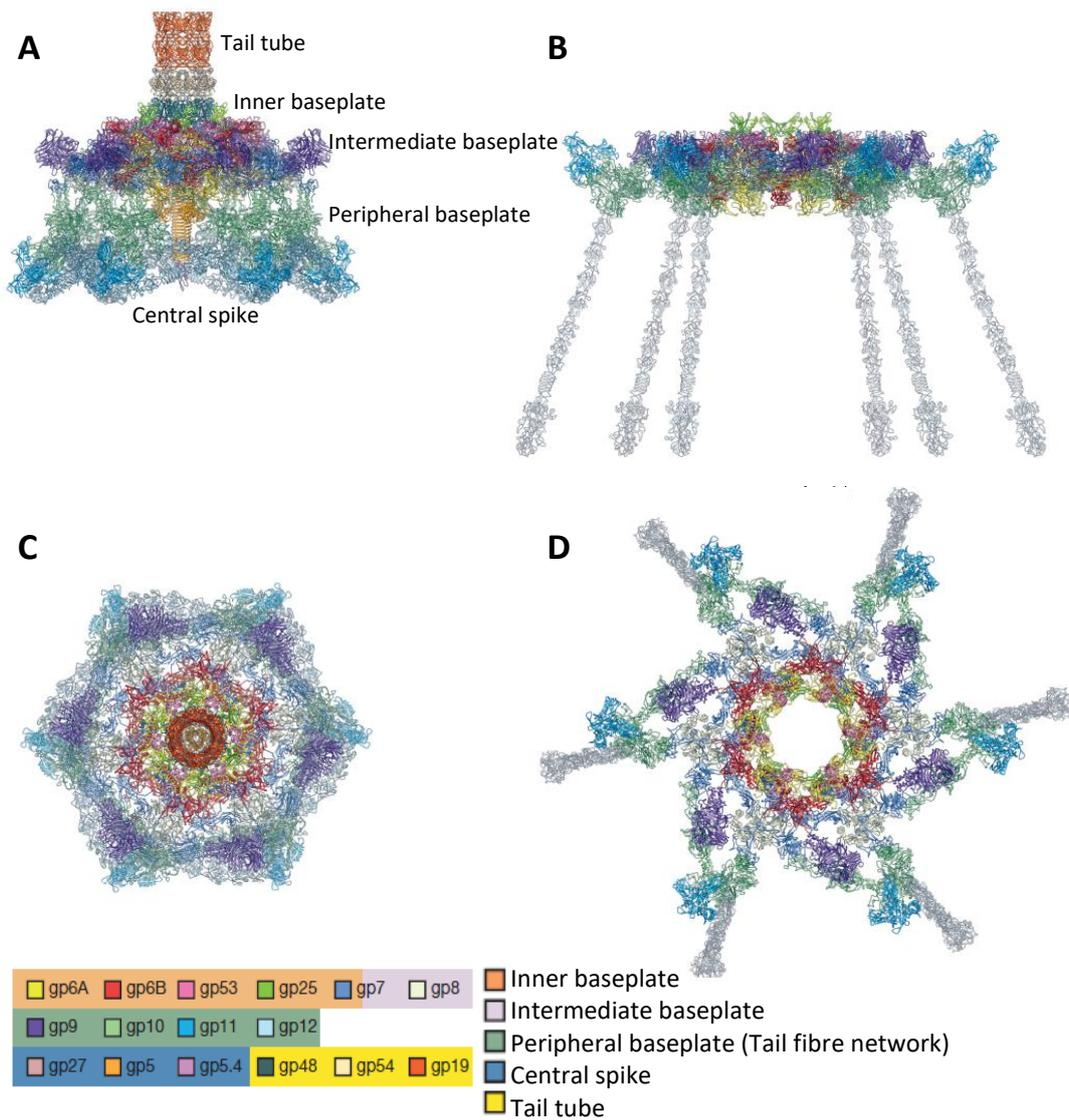 A
B
Tail tube
Inner baseplate
Intermediate baseplate
Peripheral baseplate
Central spike
C
D
gp6A gp6B gp53 gp25 gp7 gp8
gp9 gp10 gp11 gp12
gp27 gp5 gp5.4 gp48 gp54 gp19
Inner baseplate
Intermediate baseplate
Peripheral baseplate (Tail fibre network)
Central spike
Tail tube